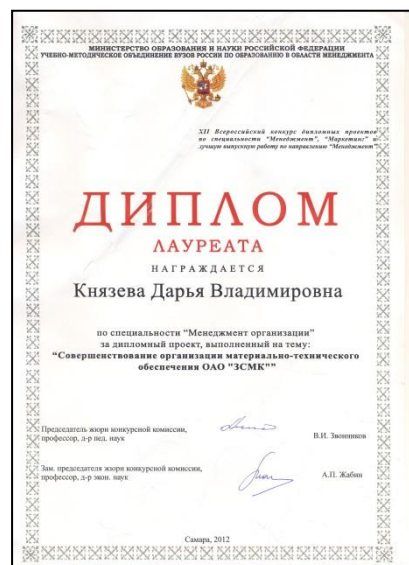 МИНИСТЕРСТВО ОБРАЗОВАНИЯ И НАУКИ РОССИЙСКОЙ ФЕДЕРАЦИИ
УЧЕБНО-МЕТОДИЧЕСКОЕ ОБЪЕДИНЕНИЕ ВУЗОВ РОССИИ ПО ОБРАЗОВАНИЮ В ОБЛАСТИ МЕНЕДЖМЕНТА
XII Всероссийский конкурс дипломных проектов
по специальности "Менеджмент", "Маркетинг" и
лучшую выпускную работу по направлению "Менеджмент"
ДИПЛОМ
ЛАУРЕАТА
НАГРАЖДАЕТСЯ
Князева Дарья Владимировна
по специальности "Менеджмент организации"
за дипломный проект, выполненный на тему:
"Совершенствование организации материально-технического
обеспечения ОАО "ЗСМК""
Председатель жюри конкурсной комиссии,
профессор, д-р пед. наук
В.И. Звонников
Зам. председателя жюри конкурсной комиссии,
профессор, д-р экон. наук
А.П. Жабин
Самара, 2012